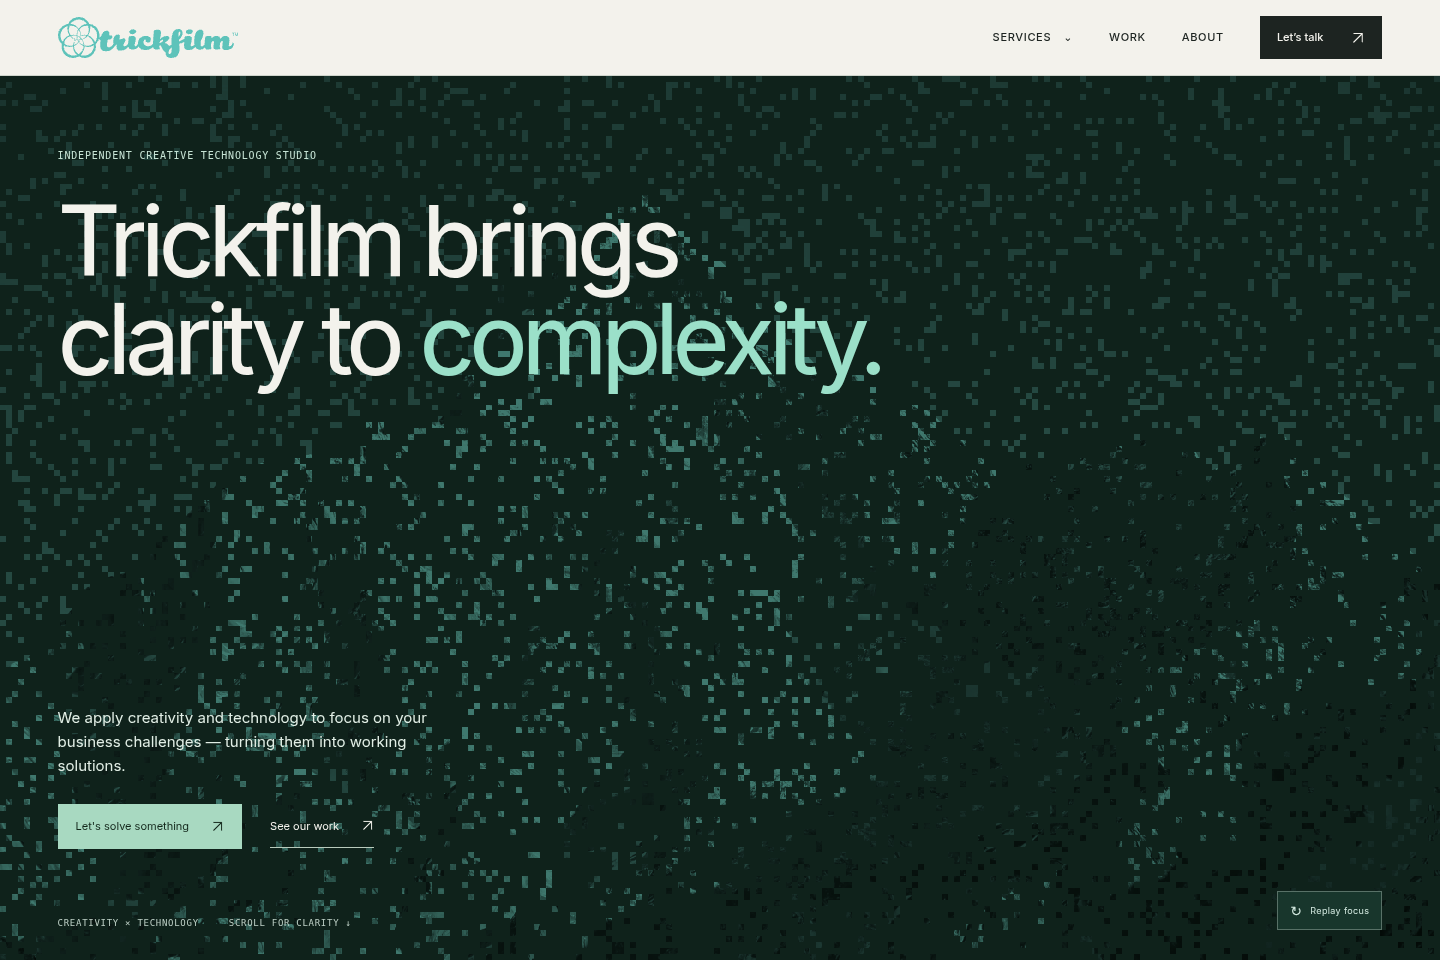 trickfilm™
SERVICES ⌄
WORK
ABOUT
Let's talk
INDEPENDENT CREATIVE TECHNOLOGY STUDIO
Trickfilm brings
clarity to complexity.
We apply creativity and technology to focus on your
business challenges — turning them into working
solutions.
Let's solve something
See our work
CREATIVITY × TECHNOLOGY
SCROLL FOR CLARITY ↓
↻ Replay focus